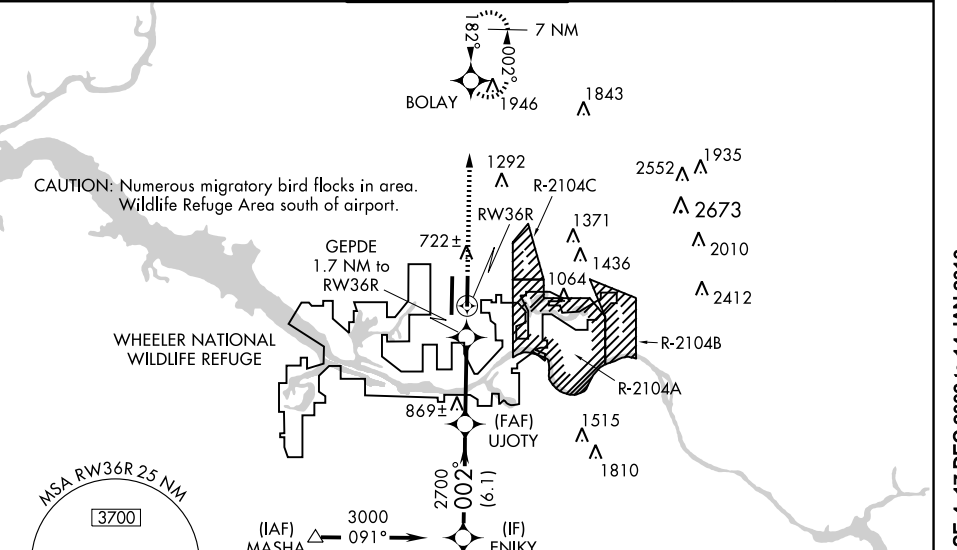 182°
002°
7 NM
BOLAY
1946
1843
CAUTION: Numerous migratory bird flocks in area.
Wildlife Refuge Area south of airport.
1292
R-2104C
2552
1935
2673
RW36R
1371
722±
2010
1436
GEPDE
1.7 NM to
RW36R
1064
2412
WHEELER NATIONAL
WILDLIFE REFUGE
R-2104B
R-2104A
869±
(FAF)
UJOTY
1515
1810
2700
002°
(6.1)
MSA RW36R 25 NM
3700
(IAF)
MASHA
3000
091°
(IF)
ENIKY